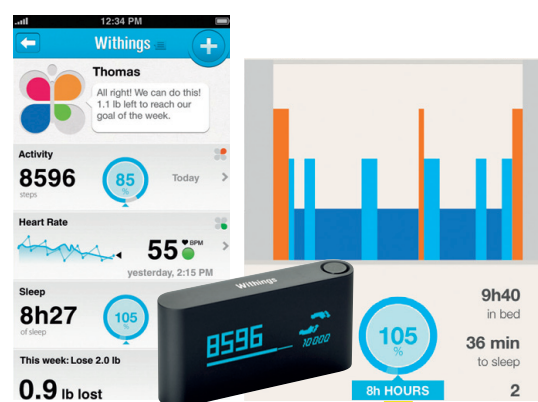 12:34 PM
Withings
Thomas
All right! We can do this!
1.1 lb left to reach our
goal of the week.
Activity
8596
steps
85
%
Today
Heart Rate
55
BPM
yesterday, 2:15 PM
Sleep
8h27
of sleep
105
%
This week: Lose 2.0 lb
0.9 lb lost
Withings
8596
10000
105
%
8h HOURS
9h40
in bed
36 min
to sleep
2